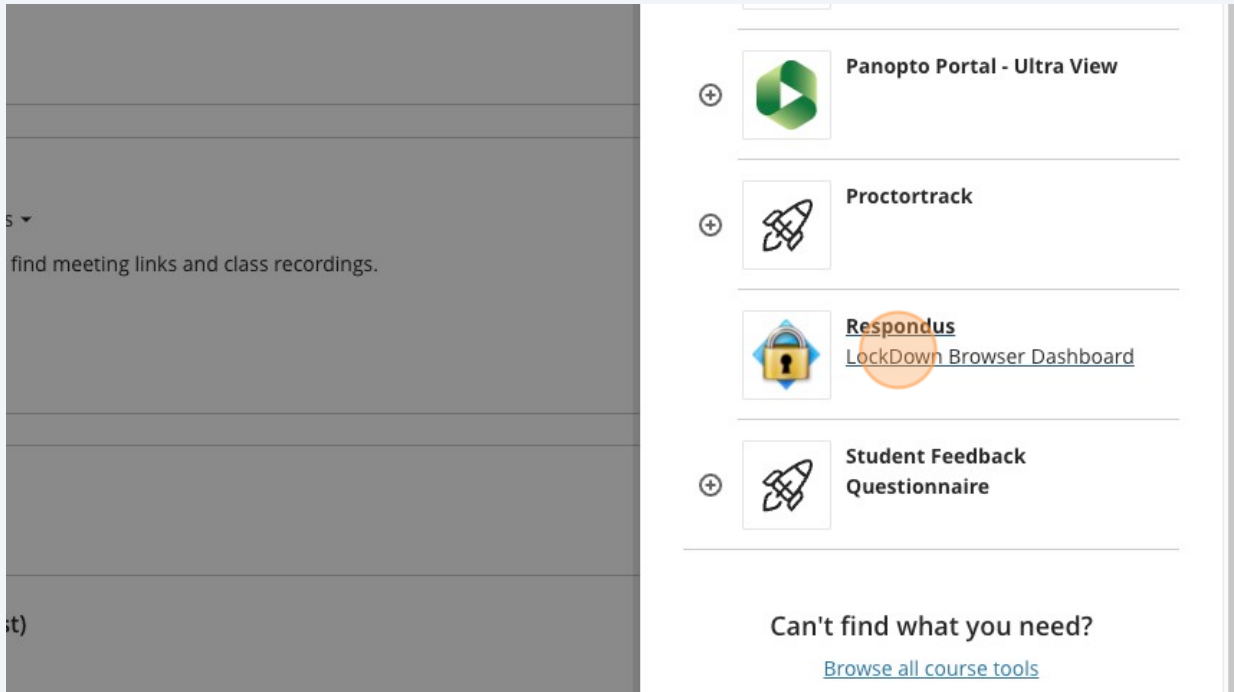 Panopto Portal - Ultra View
Proctortrack
find meeting links and class recordings.
Respondus
LockDown Browser Dashboard
Student Feedback
Questionnaire
Can't find what you need?
Browse all course tools